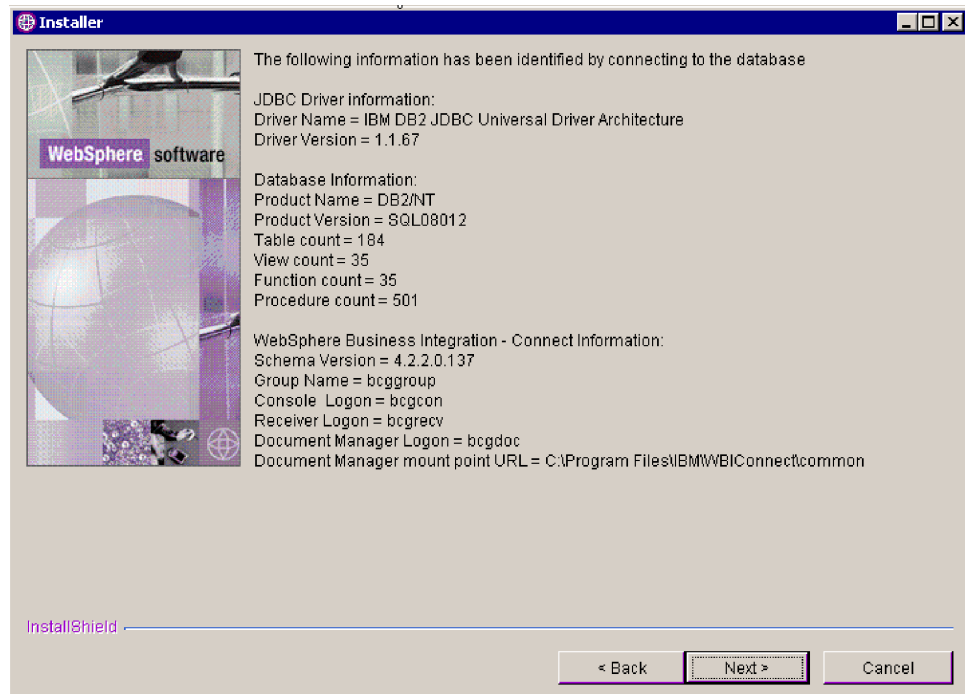 Installer
The following information has been identified by connecting to the database
JDBC Driver information:
Driver Name = IBM DB2 JDBC Universal Driver Architecture
Driver Version = 1.1.67
WebSphere software
Database Information:
Product Name = DB2/NT
Product Version = SQL08012
Table count = 184
View count = 35
Function count = 35
Procedure count = 501
WebSphere Business Integration - Connect Information:
Schema Version = 4.2.2.0.137
Group Name = bcggroup
Console  Logon = bcgcon
Receiver Logon = bcgrecv
Document Manager Logon = bcgdoc
Document Manager mount point URL = C:\Program Files\IBM\WBIConnect\common
InstallShield
< Back
Next >
Cancel